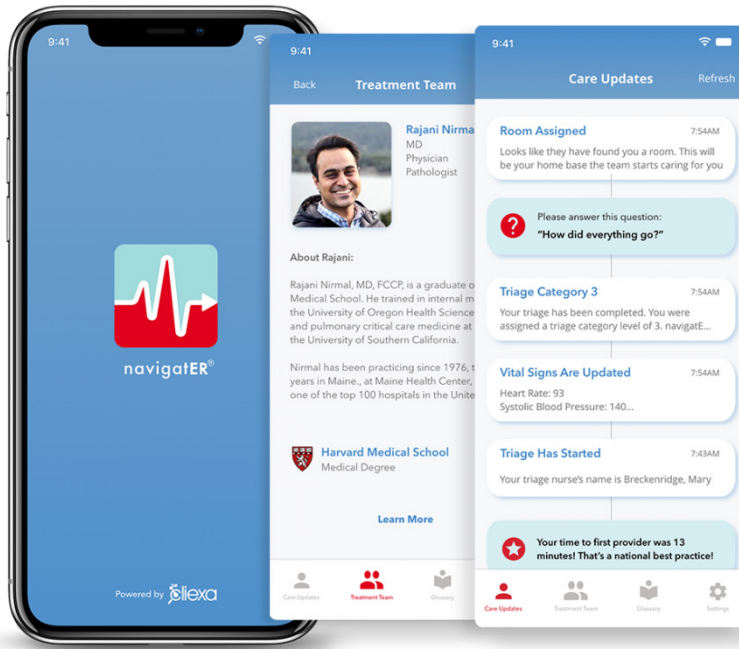 9:41
navigatER®
Powered by cliexa
9:41
Back
Treatment Team
Rajani Nirma
MD
Physician
Pathologist
About Rajani:
Rajani Nirmal, MD, FCCP, is a graduate o
Medical School. He trained in internal m
the University of Oregon Health Science
and pulmonary critical care medicine at
the University of Southern California.
Nirmal has been practicing since 1976, t
years in Maine., at Maine Health Center,
one of the top 100 hospitals in the Unite
Harvard Medical School
Medical Degree
Learn More
Care Updates
Treatment Team
Glossary
9:41
Care Updates
Refresh
Room Assigned
7:54AM
Looks like they have found you a room. This will
be your home base the team starts caring for you
Please answer this question:
"How did everything go?"
Triage Category 3
7:54AM
Your triage has been completed. You were
assigned a triage category level of 3. navigatE...
Vital Signs Are Updated
7:54AM
Heart Rate: 93
Systolic Blood Pressure: 140...
Triage Has Started
7:43AM
Your triage nurse's name is Breckenridge, Mary
Your time to first provider was 13
minutes! That's a national best practice!
Care Updates
Treatment Team
Glossary
Settings